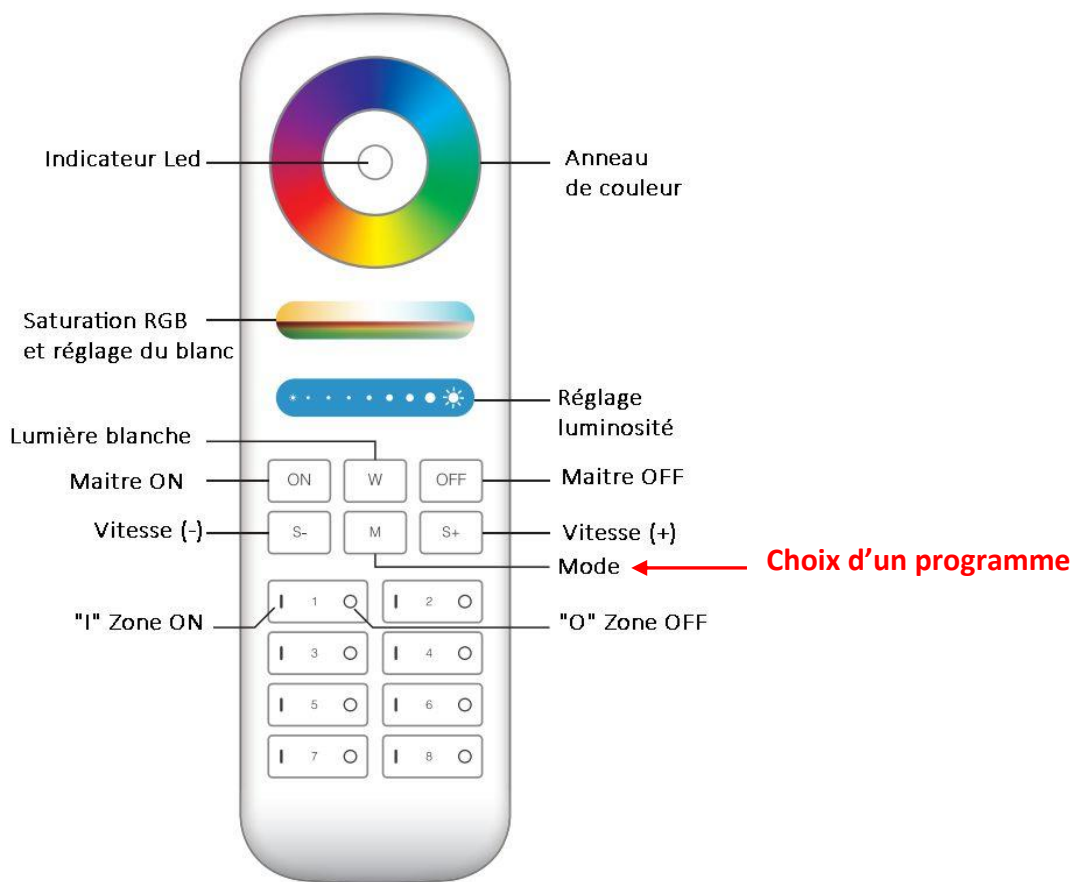 Indicateur Led
Anneau
de couleur
Saturation RGB
et réglage du blanc
Réglage
luminosité
Lumière blanche
Maitre ON
ON
W
OFF
Maitre OFF
Vitesse (-)
S-
M
S+
Vitesse (+)
Mode
Choix d’un programme
"I" Zone ON
I 1 O
I 2 O
"O" Zone OFF
I 3 O
I 4 O
I 5 O
I 6 O
I 7 O
I 8 O